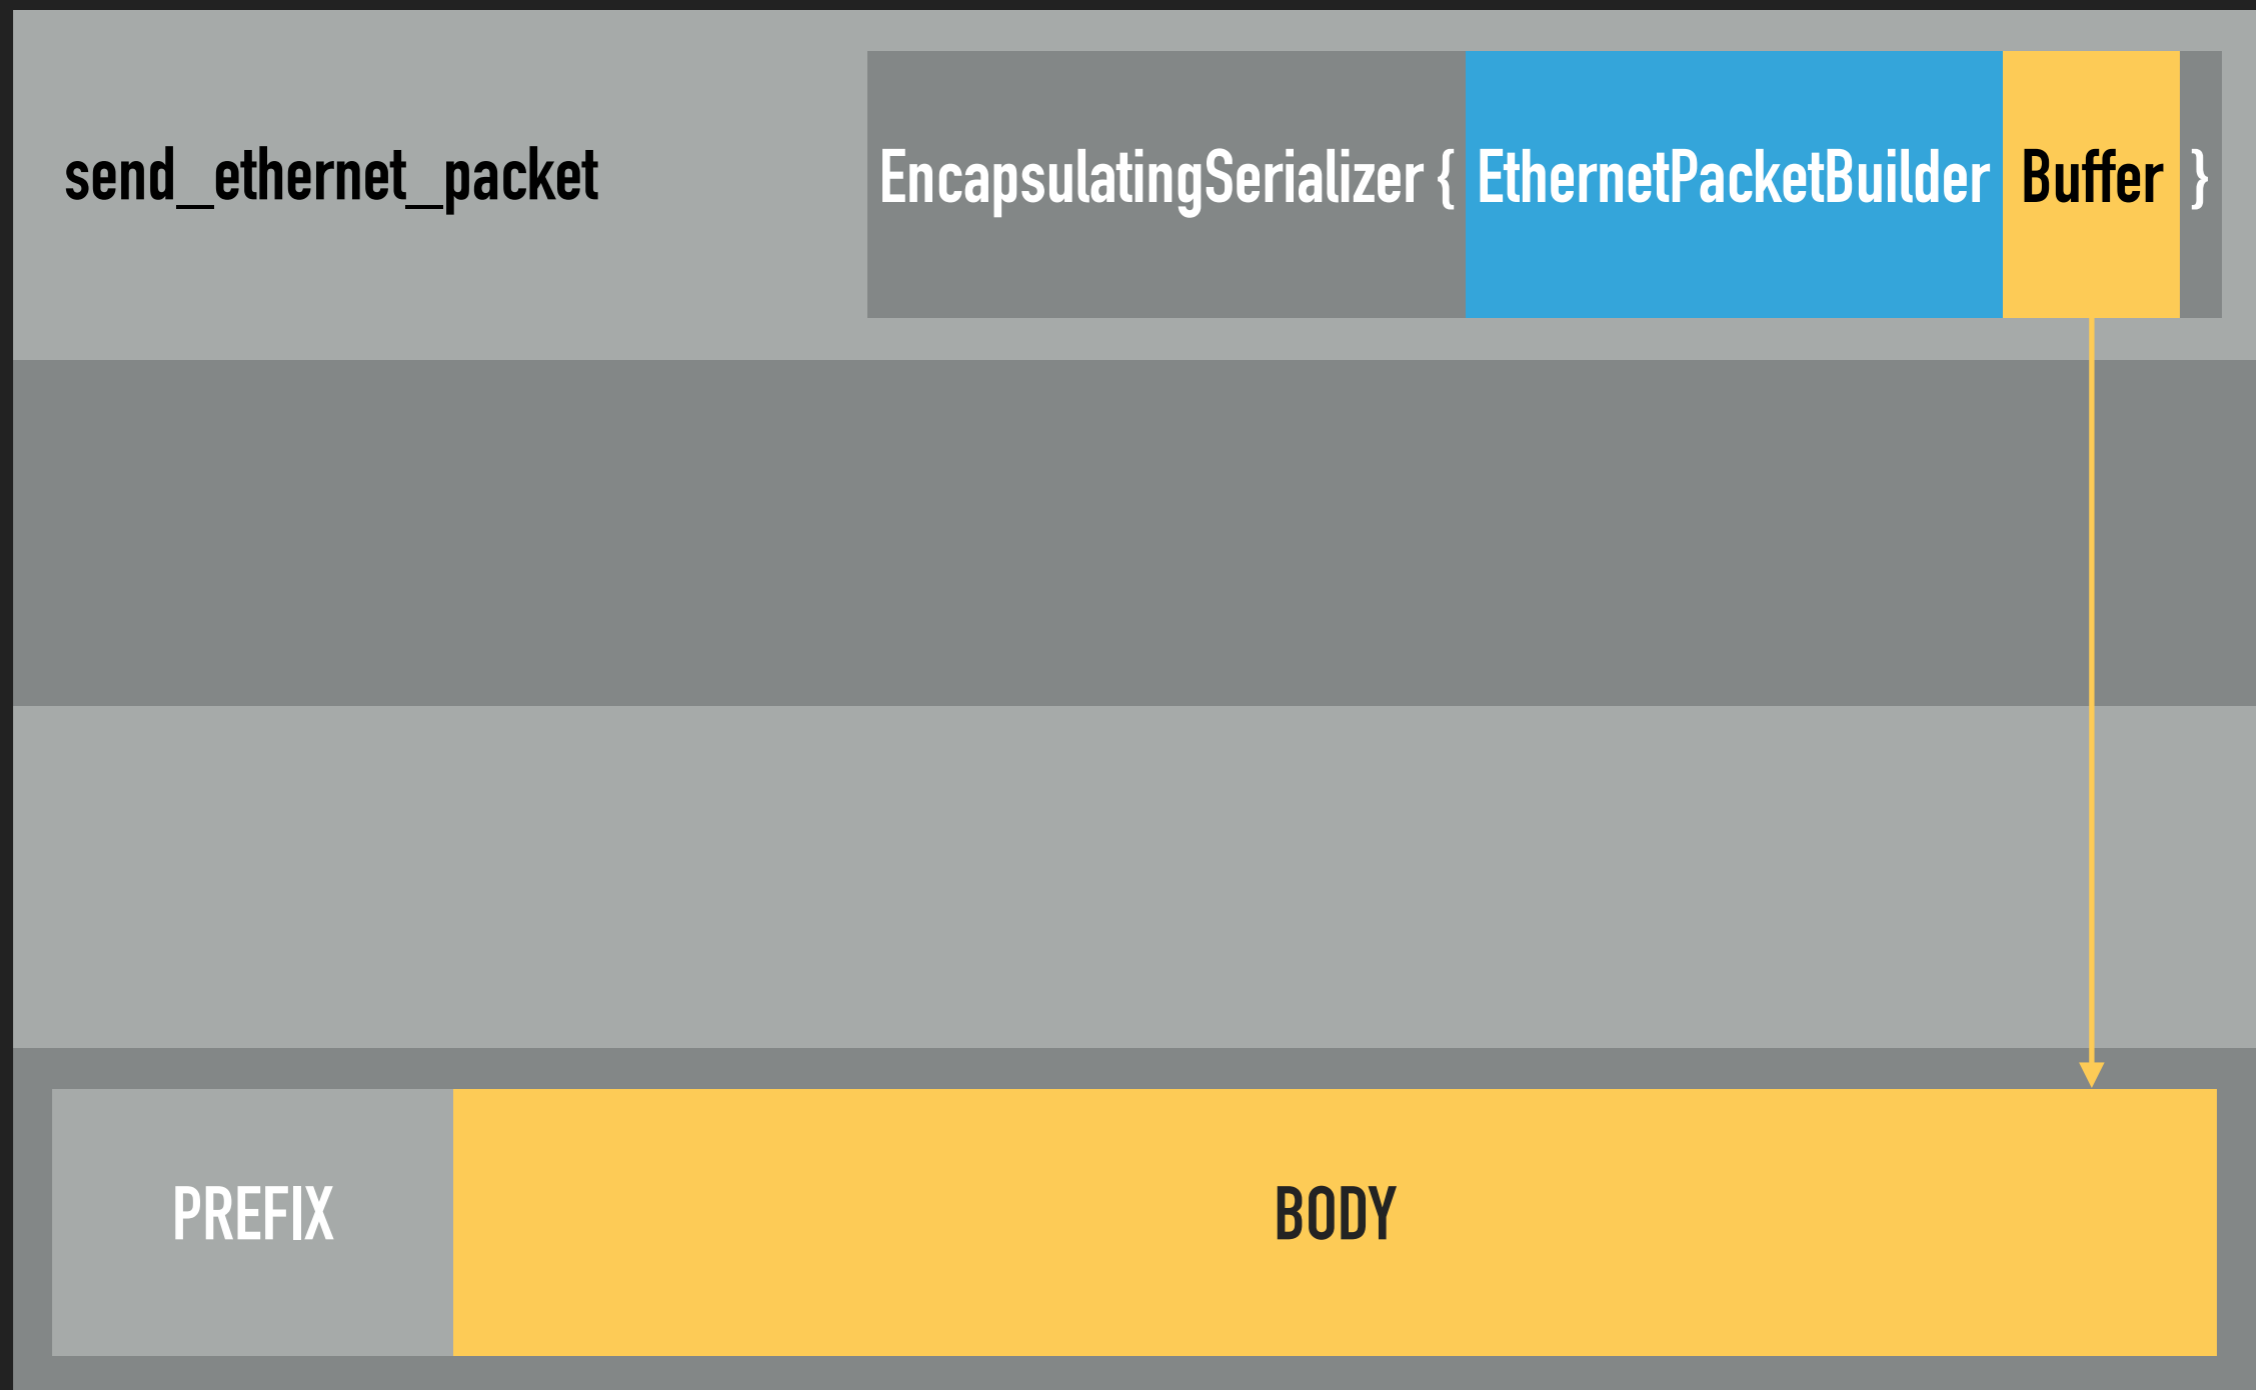 send_ethernet_packet
EncapsulatingSerializer { EthernetPacketBuilder Buffer }
PREFIX
BODY